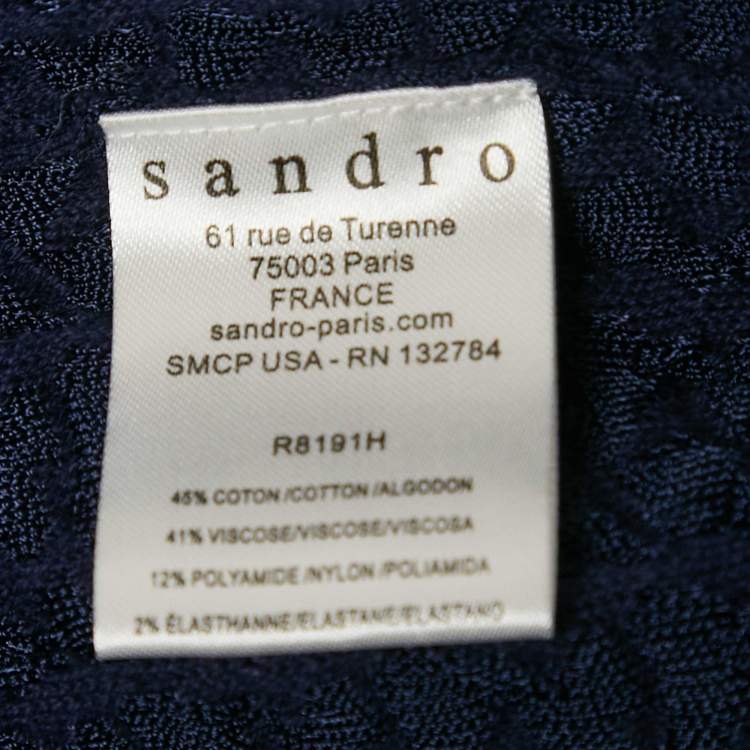 sandro
61 rue de Turenne
75003 Paris
FRANCE
sandro-paris.com
SMCP USA - RN 132784
R8191H
45% COTON /COTTON /ALGODON
41% VISCOSE/VISCOSE/VISCOSA
12% POLYAMIDE /NYLON /POLIAMIDA
2% ÉLASTHANNE/ELASTANE/ELASTANO